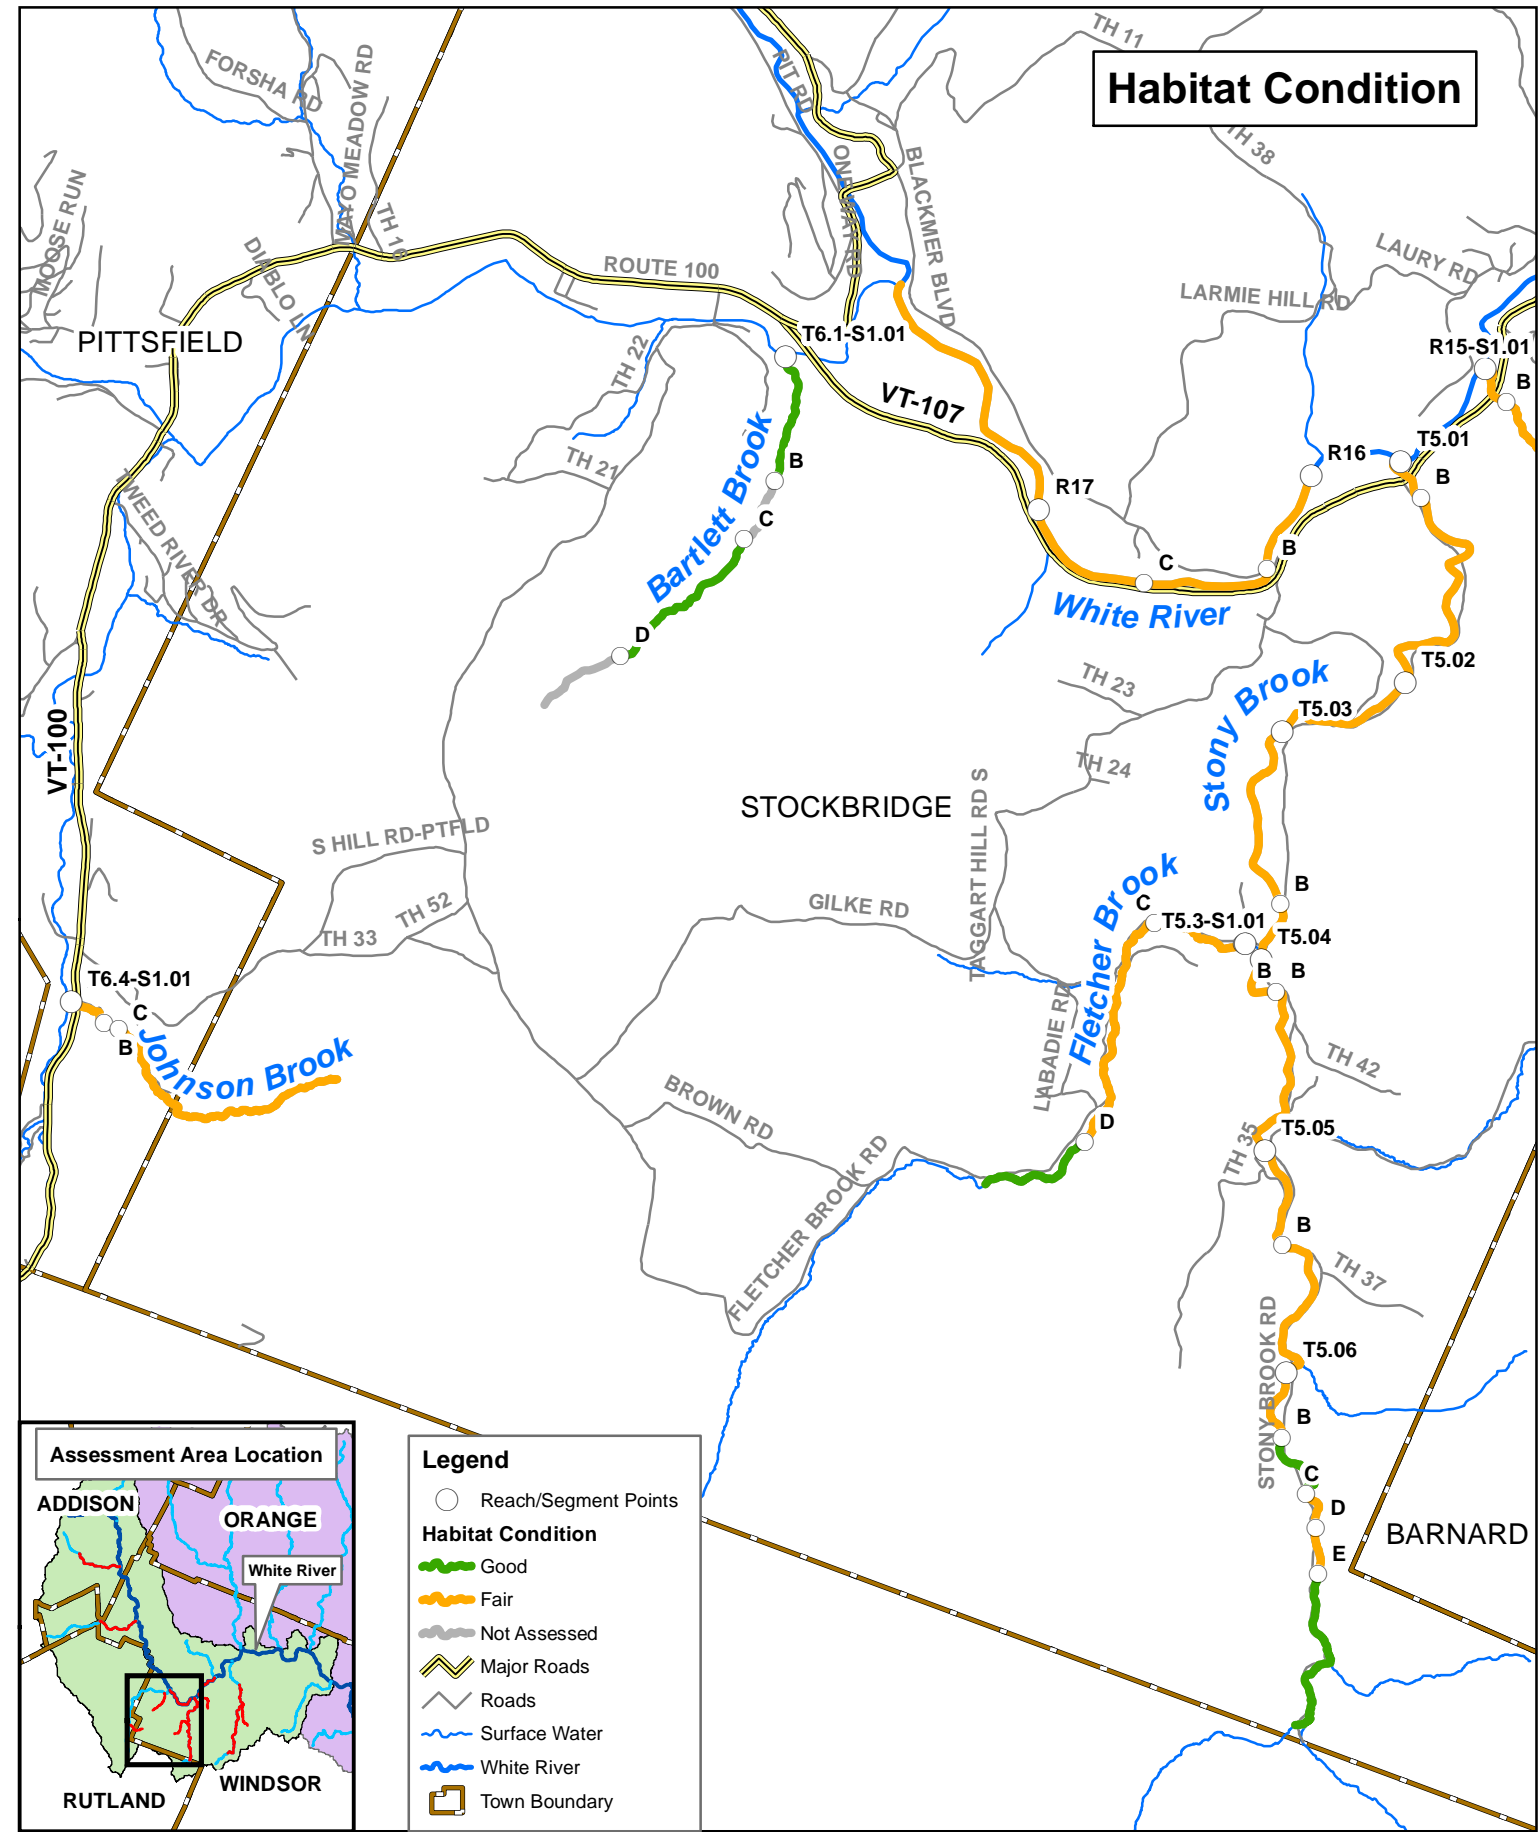 Habitat Condition
TH 11
FORSHA RD
MAYO MEADOW RD
PIT RD
TH 38
ONEWAY RD
BLACKMER BLVD
MOOSE RUN
TH 10
DIABLO LN
LAURY RD
ROUTE 100
LARMIE HILL RD
PITTSFIELD
T6.1-S1.01
R15-S1.01
TH 22
VT-107
B
T5.01
Bartlett Brook
B
TH 21
R16
B
R17
C
TWEED RIVER DR
B
C
White River
D
T5.02
TH 23
Stony Brook
T5.03
VT-100
TH 24
STOCKBRIDGE
TAGGART HILL RD S
S HILL RD-PTFLD
Fletcher Brook
B
TH 52
GILKE RD
C
T5.3-S1.01
TH 33
T5.04
B
B
T6.4-S1.01
LABADIE RD
C
B
Johnson Brook
TH 42
BROWN RD
D
T5.05
TH 35
FLETCHER BROOK RD
B
TH 37
STONY BROOK RD
T5.06
B
C
D
E
BARNARD
Assessment Area Location
ADDISON
ORANGE
White River
WINDSOR
RUTLAND
Legend
Reach/Segment Points
Habitat Condition
Good
Fair
Not Assessed
Major Roads
Roads
Surface Water
White River
Town Boundary